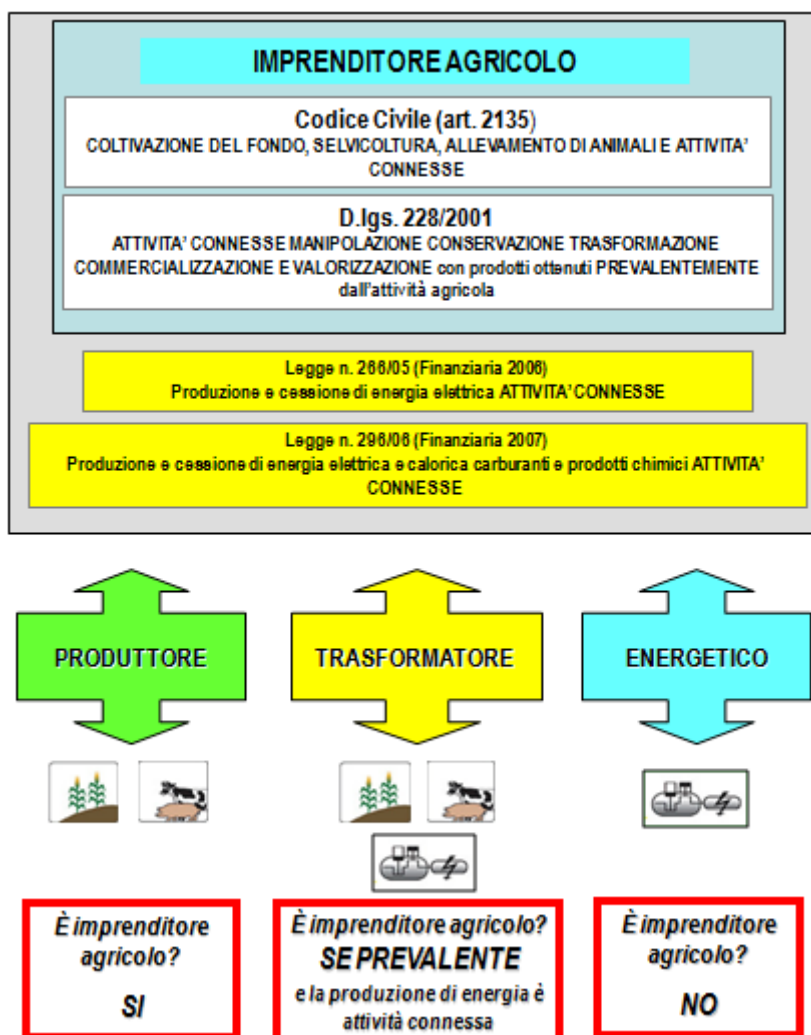 IMPRENDITORE AGRICOLO
Codice Civile (art. 2135)
COLTIVAZIONE DEL FONDO, SELVICOLTURA, ALLEVAMENTO DI ANIMALI E ATTIVITA'
CONNESSE
D.lgs. 228/2001
ATTIVITA' CONNESSE MANIPOLAZIONE CONSERVAZIONE TRASFORMAZIONE
COMMERCIALIZZAZIONE E VALORIZZAZIONE con prodotti ottenuti PREVALENTEMENTE
dall'attività agricola
Legge n. 266/05 (Finanziaria 2006)
Produzione e cessione di energia elettrica ATTIVITA' CONNESSE
Legge n. 296/06 (Finanziaria 2007)
Produzione e cessione di energia elettrica e calorica carburanti e prodotti chimici ATTIVITA'
CONNESSE
PRODUTTORE
TRASFORMATORE
ENERGETICO
È imprenditore
agricolo?
SI
È imprenditore agricolo?
SE PREVALENTE
e la produzione di energia è
attività connessa
È imprenditore
agricolo?
NO